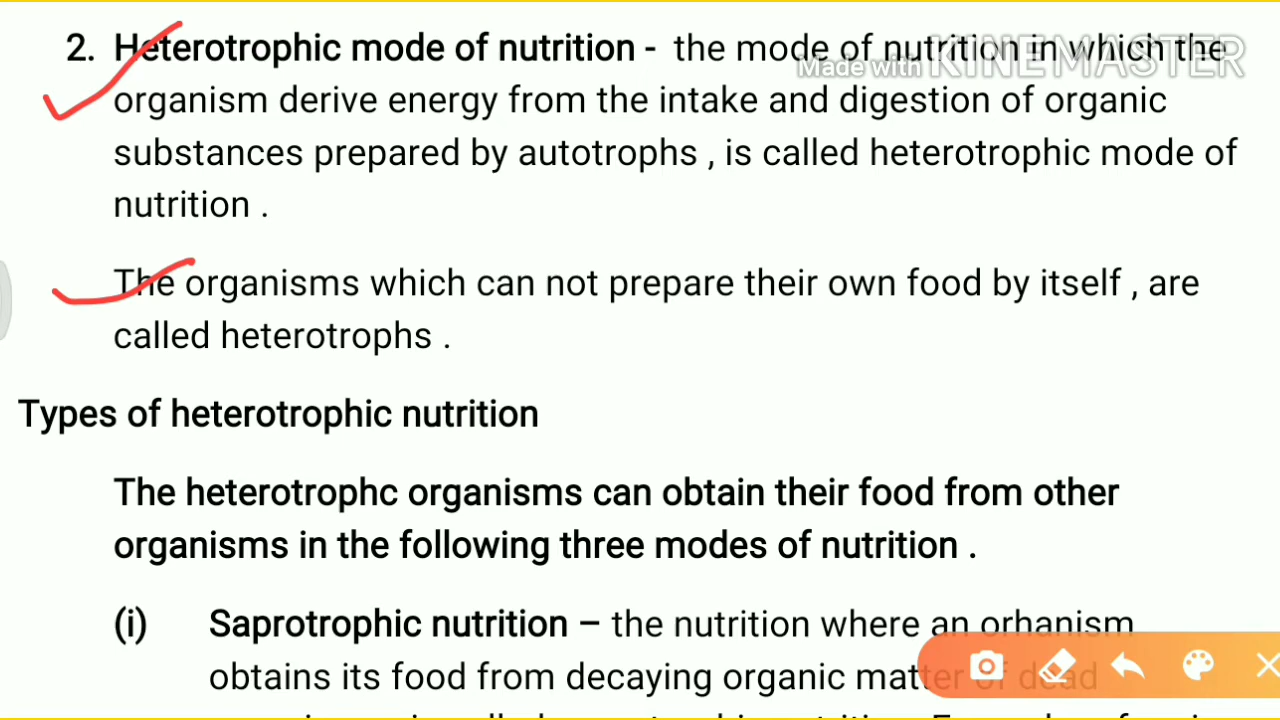 2. Heterotrophic mode of nutrition - the mode of nutrition in which the
Made with KINEMASTER
organism derive energy from the intake and digestion of organic
substances prepared by autotrophs , is called heterotrophic mode of
nutrition .
The organisms which can not prepare their own food by itself , are
called heterotrophs .
Types of heterotrophic nutrition
The heterotrophc organisms can obtain their food from other
organisms in the following three modes of nutrition .
(i) Saprotrophic nutrition – the nutrition where an orhanism
obtains its food from decaying organic matter of dead